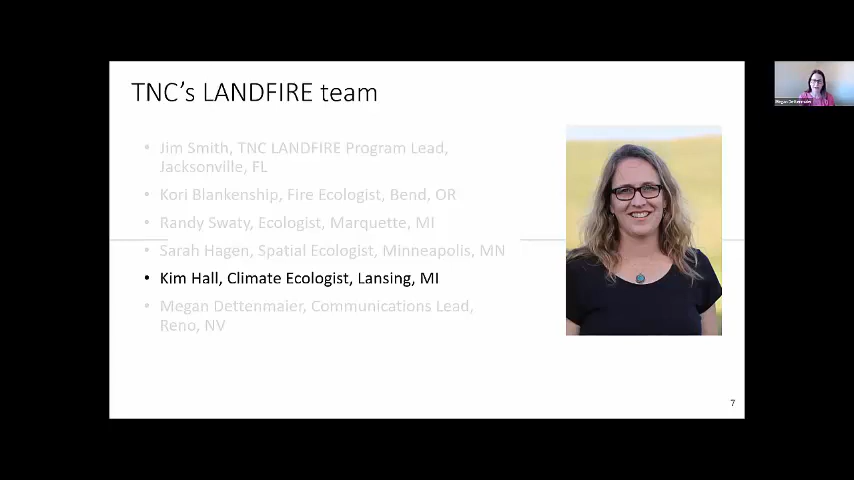 TNC's LANDFIRE team
• Jim Smith, TNC LANDFIRE Program Lead,
Jacksonville, FL
• Kori Blankenship, Fire Ecologist, Bend, OR
• Randy Swaty, Ecologist, Marquette, MI
• Sarah Hagen, Spatial Ecologist, Minneapolis, MN
• Kim Hall, Climate Ecologist, Lansing, MI
• Megan Dettenmaier, Communications Lead,
Reno, NV
7
Megan Dettenmaier